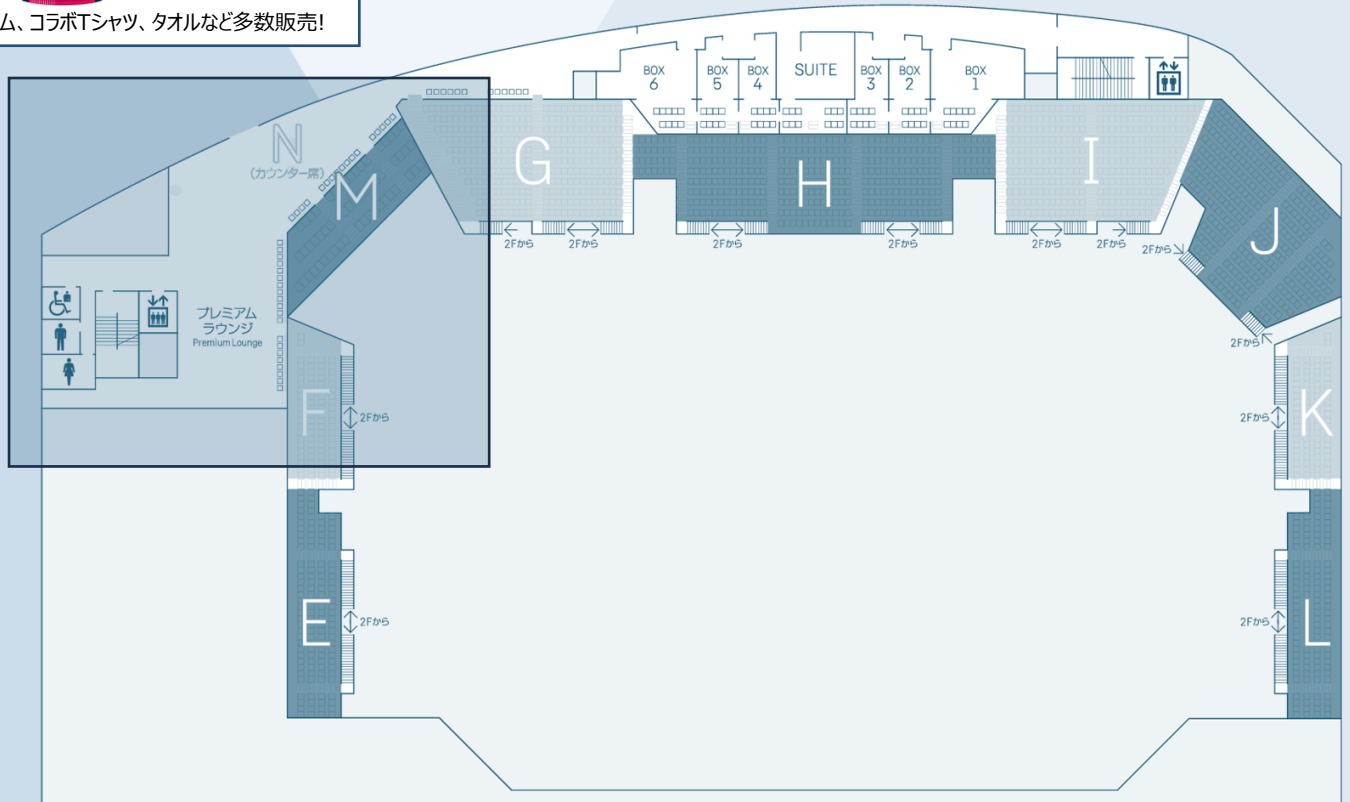 ム、コラボTシャツ、タオルなど多数販売!
BOX
6
BOX
5
BOX
4
SUITE
BOX
3
BOX
2
BOX
1
N
(カウンター席)
M
G
H
I
J
2Fから
2Fから
2Fから
2Fから
2Fから
2Fから
2Fから
プレミアム
ラウンジ
Premium Lounge
2Fから
F
2Fから
2Fから
K
E
2Fから
2Fから
L